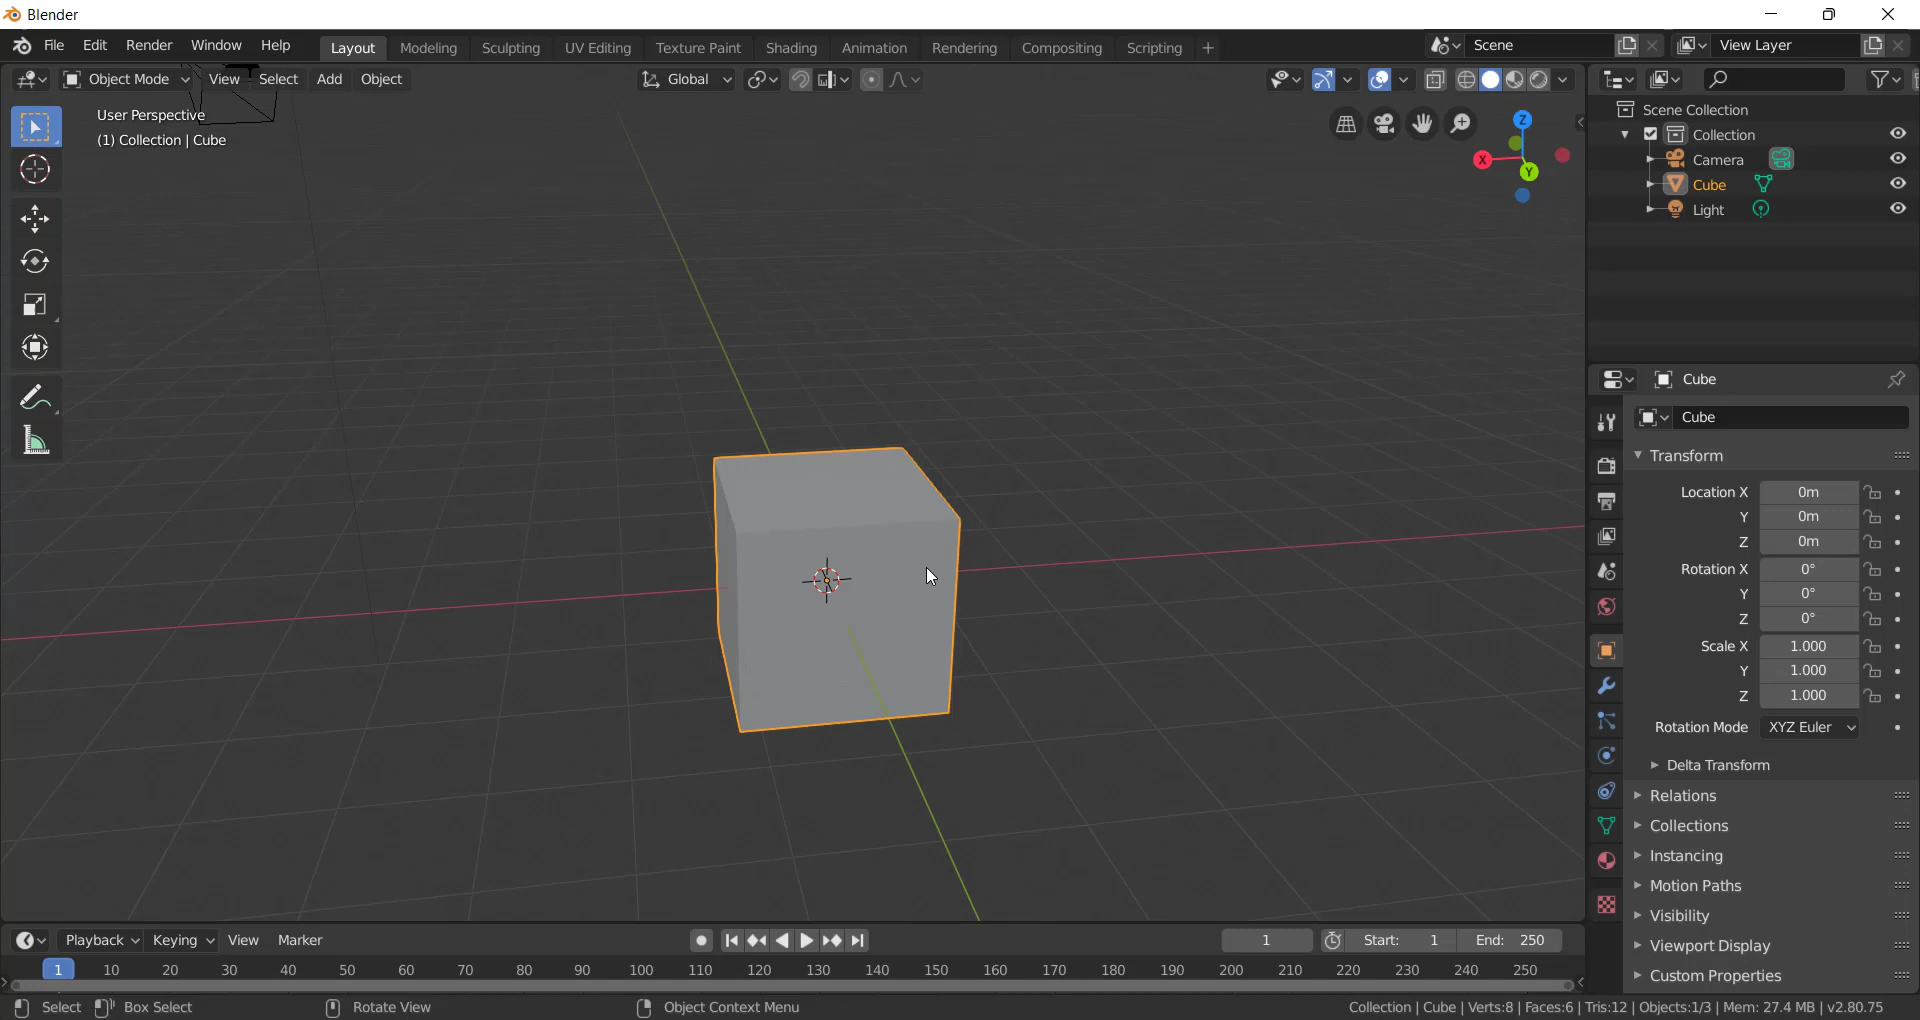 Blender
File Edit Render Window Help Layout Modeling Sculpting UV Editing Texture Paint Shading Animation Rendering Compositing Scripting + Scene View Layer
Object Mode View Select Add Object Global
User Perspective
(1) Collection | Cube
Z
X
Y
Scene Collection
Collection
Camera
Cube
Light
Cube
Cube
Transform
Location X 0m
Y 0m
Z 0m
Rotation X 0°
Y 0°
Z 0°
Scale X 1.000
Y 1.000
Z 1.000
Rotation Mode XYZ Euler
Delta Transform
Relations
Collections
Instancing
Motion Paths
Visibility
Viewport Display
Custom Properties
Playback Keying View Marker 1 Start: 1 End: 250
1 10 20 30 40 50 60 70 80 90 100 110 120 130 140 150 160 170 180 190 200 210 220 230 240 250
Select Box Select Rotate View Object Context Menu Collection | Cube | Verts:8 | Faces:6 | Tris:12 | Objects:1/3 | Mem: 27.4 MB | v2.80.75